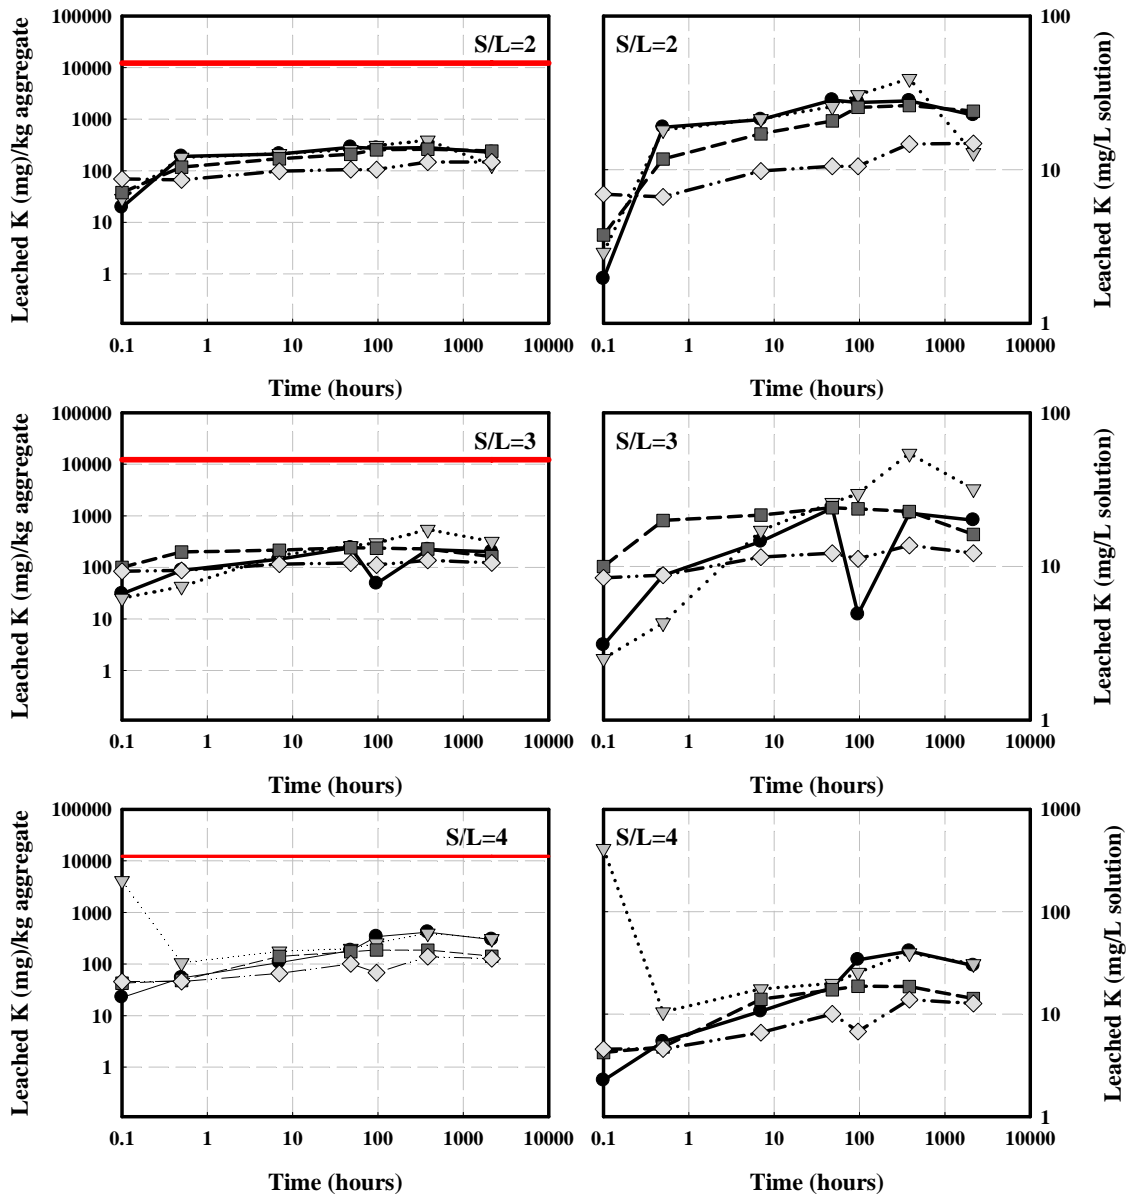 100000
10000
1000
100
10
1
Leached K (mg)/kg aggregate
S/L=2
0.1 1 10 100 1000 10000
Time (hours)
S/L=2
100
10
1
Leached K (mg/L solution)
0.1 1 10 100 1000 10000
Time (hours)
100000
10000
1000
100
10
1
Leached K (mg)/kg aggregate
S/L=3
0.1 1 10 100 1000 10000
Time (hours)
S/L=3
100
10
1
Leached K (mg/L solution)
0.1 1 10 100 1000 10000
Time (hours)
100000
10000
1000
100
10
1
Leached K (mg)/kg aggregate
S/L=4
0.1 1 10 100 1000 10000
Time (hours)
S/L=4
1000
100
10
1
Leached K (mg/L solution)
0.1 1 10 100 1000 10000
Time (hours)